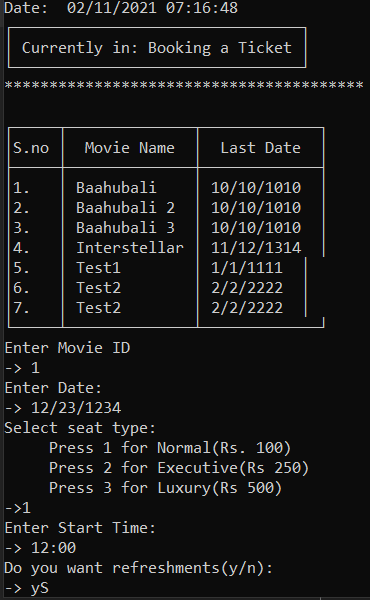 Date:  02/11/2021 07:16:48
Currently in: Booking a Ticket
****************************************
S.no Movie Name Last Date
1. Baahubali 10/10/1010
2. Baahubali 2 10/10/1010
3. Baahubali 3 10/10/1010
4. Interstellar 11/12/1314
5. Test1 1/1/1111
6. Test2 2/2/2222
7. Test2 2/2/2222
Enter Movie ID
-> 1
Enter Date:
-> 12/23/1234
Select seat type:
Press 1 for Normal(Rs. 100)
Press 2 for Executive(Rs 250)
Press 3 for Luxury(Rs 500)
->1
Enter Start Time:
-> 12:00
Do you want refreshments(y/n):
-> yS